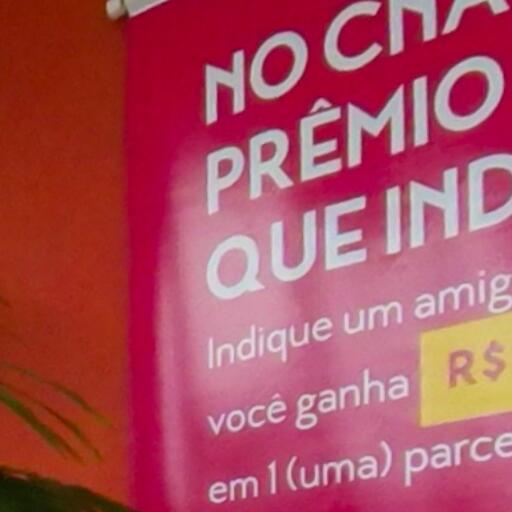 NO CHA
PRÊMIO
QUE IND
Indique um amig
você ganha R$
em 1 (uma) parce